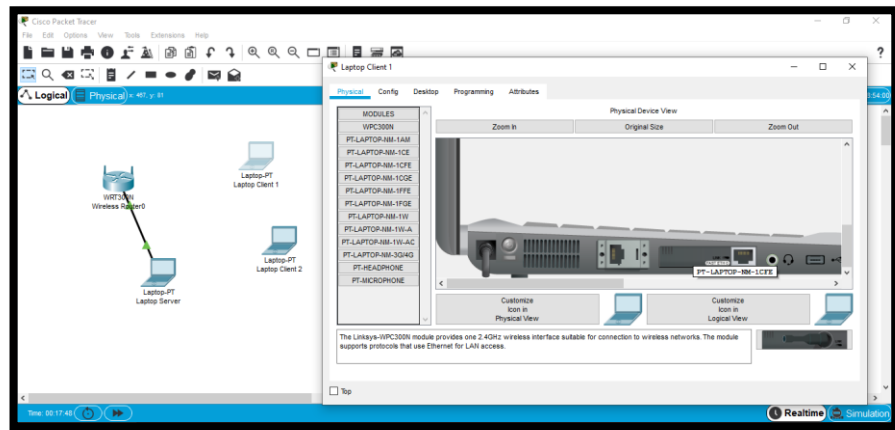 Cisco Packet Tracer
File Edit Options View Tools Extensions Help
?
Logical Physical x: 467, y: 81
WRT300N
Wireless Router0
Laptop-PT
Laptop Client 1
Laptop-PT
Laptop Client 2
Laptop-PT
Laptop Server
Laptop Client 1
Physical Config Desktop Programming Attributes
MODULES
WPC300N
PT-LAPTOP-NM-1AM
PT-LAPTOP-NM-1CE
PT-LAPTOP-NM-1CFE
PT-LAPTOP-NM-1CGE
PT-LAPTOP-NM-1FFE
PT-LAPTOP-NM-1FGE
PT-LAPTOP-NM-1W
PT-LAPTOP-NM-1W-A
PT-LAPTOP-NM-1W-AC
PT-LAPTOP-NM-3G/4G
PT-HEADPHONE
PT-MICROPHONE
Physical Device View
Zoom In Original Size Zoom Out
PT-LAPTOP-NM-1CFE
Customize
Icon in
Physical View
Customize
Icon in
Logical View
The Linksys-WPC300N module provides one 2.4GHz wireless interface suitable for connection to wireless networks. The module
supports protocols that use Ethernet for LAN access.
Top
Time: 00:17:48
Realtime Simulation